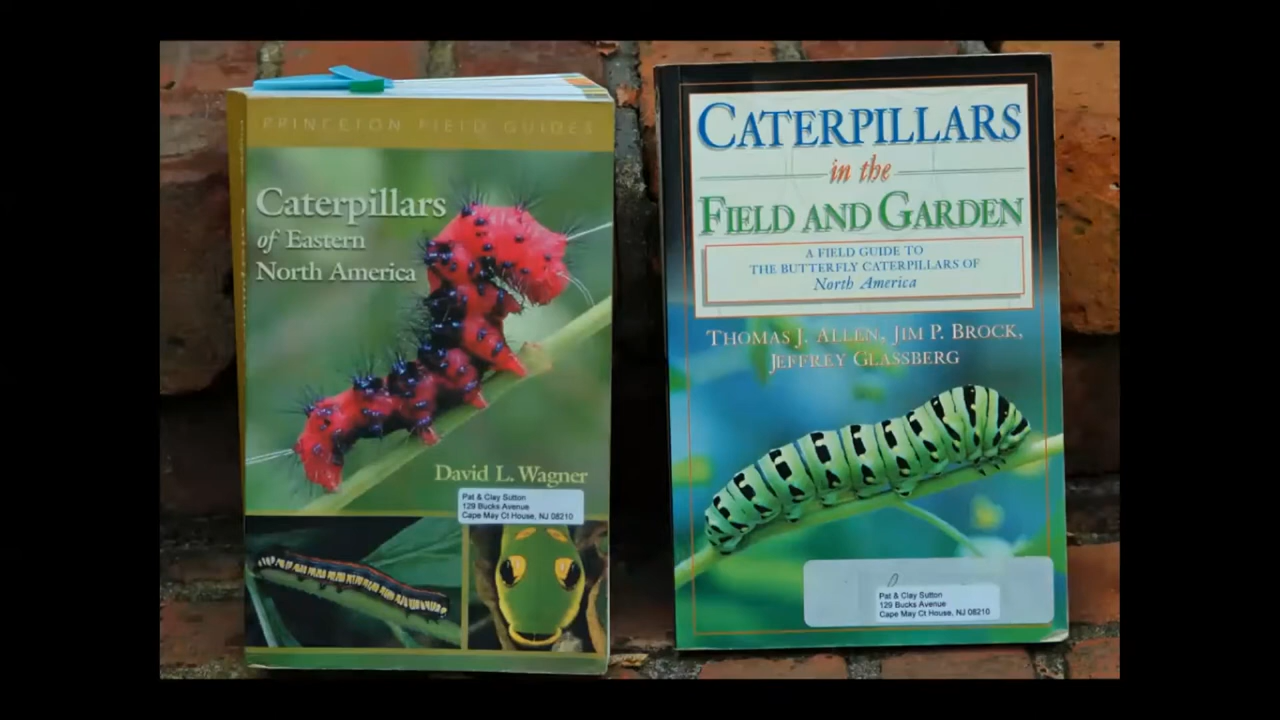 PRINCETON FIELD GUIDES
Caterpillars
of Eastern
North America
David L. Wagner
Pat & Clay Sutton
129 Bucks Avenue
Cape May Ct House, NJ 08210
CATERPILLARS
in the
FIELD AND GARDEN
A FIELD GUIDE TO
THE BUTTERFLY CATERPILLARS OF
North America
THOMAS J. ALLEN, JIM P. BROCK,
JEFFREY GLASSBERG
Pat & Clay Sutton
129 Bucks Avenue
Cape May Ct House, NJ 08210